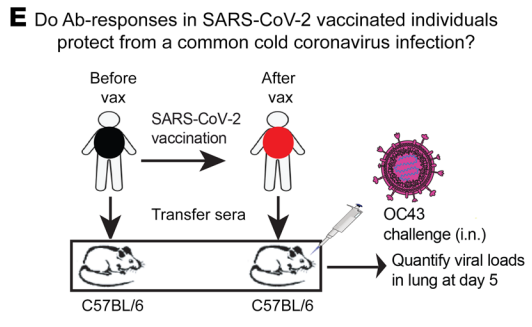 E Do Ab-responses in SARS-CoV-2 vaccinated individuals
protect from a common cold coronavirus infection?
Before
vax
After
vax
SARS-CoV-2
vaccination
Transfer sera
OC43
challenge (i.n.)
Quantify viral loads
in lung at day 5
C57BL/6
C57BL/6